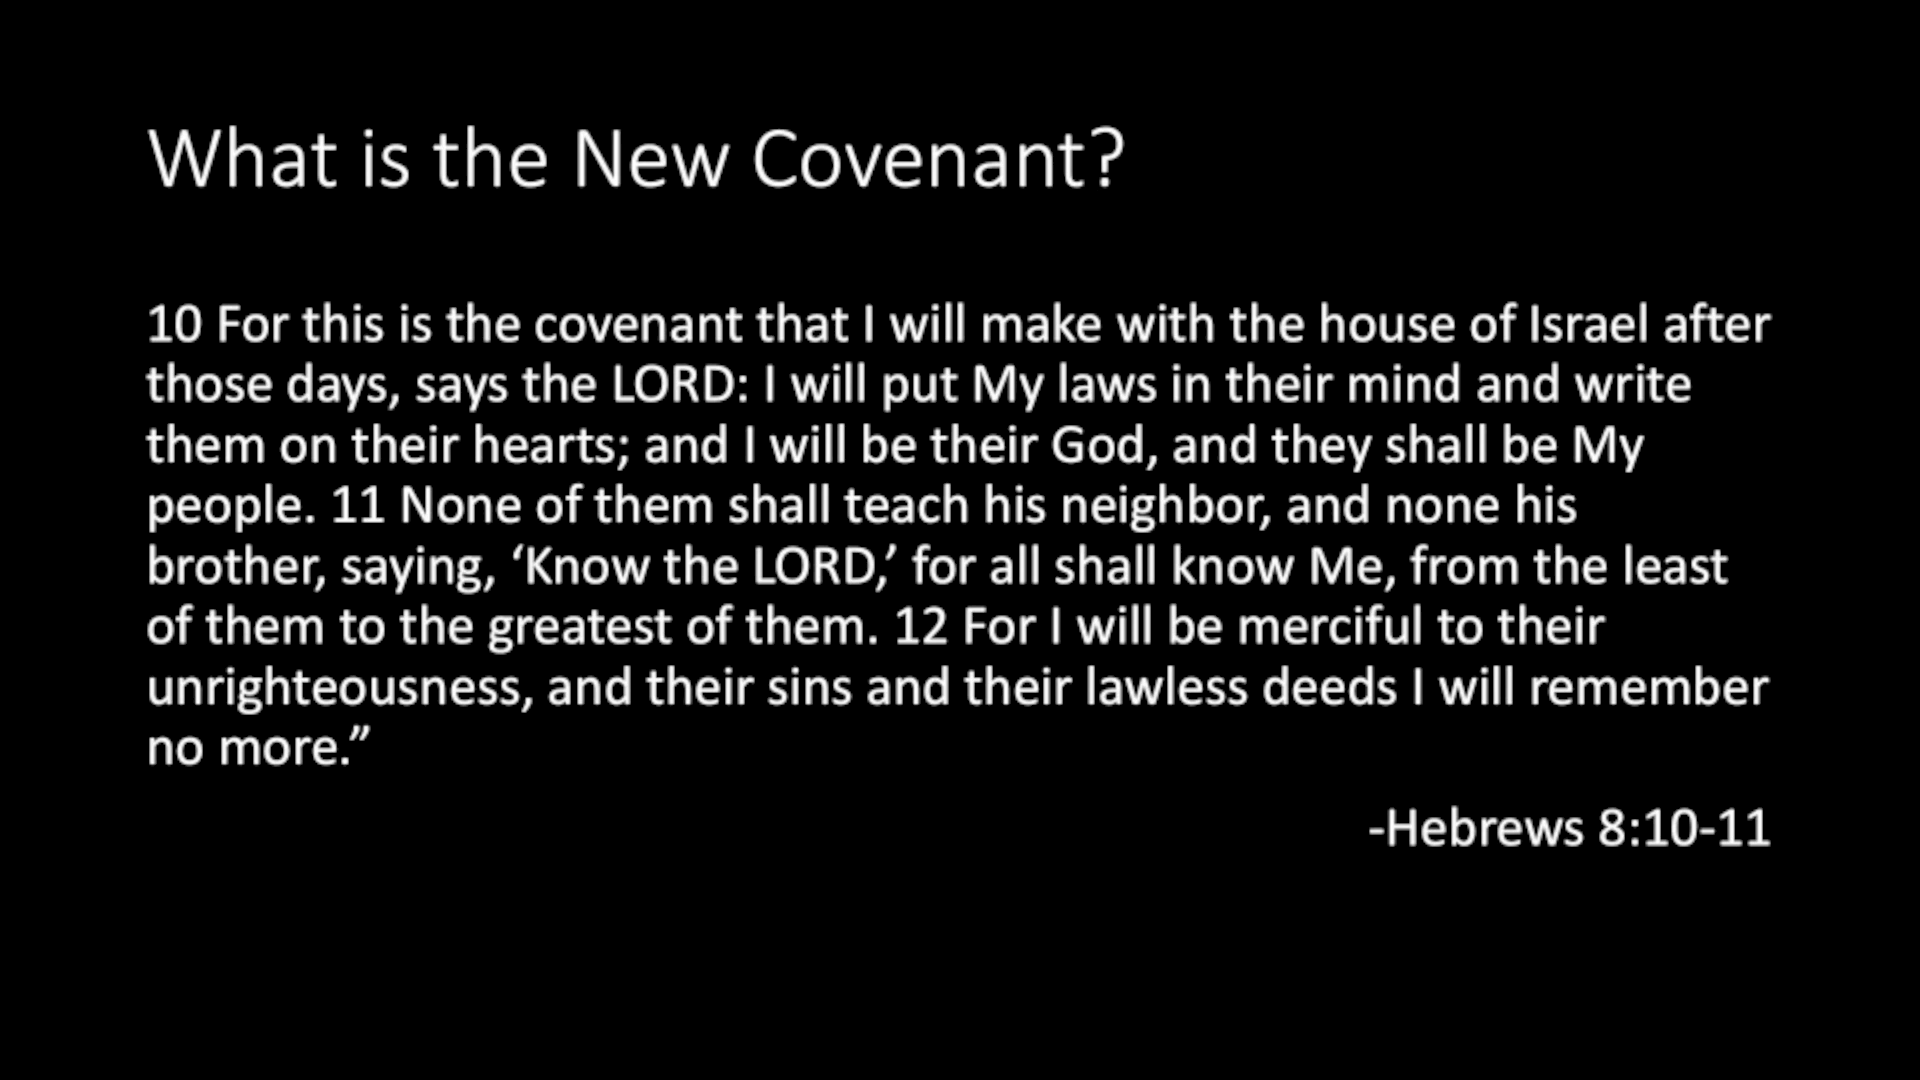 What is the New Covenant?
10 For this is the covenant that I will make with the house of Israel after
those days, says the LORD: I will put My laws in their mind and write
them on their hearts; and I will be their God, and they shall be My
people. 11 None of them shall teach his neighbor, and none his
brother, saying, ‘Know the LORD,’ for all shall know Me, from the least
of them to the greatest of them. 12 For I will be merciful to their
unrighteousness, and their sins and their lawless deeds I will remember
no more.”
-Hebrews 8:10-11